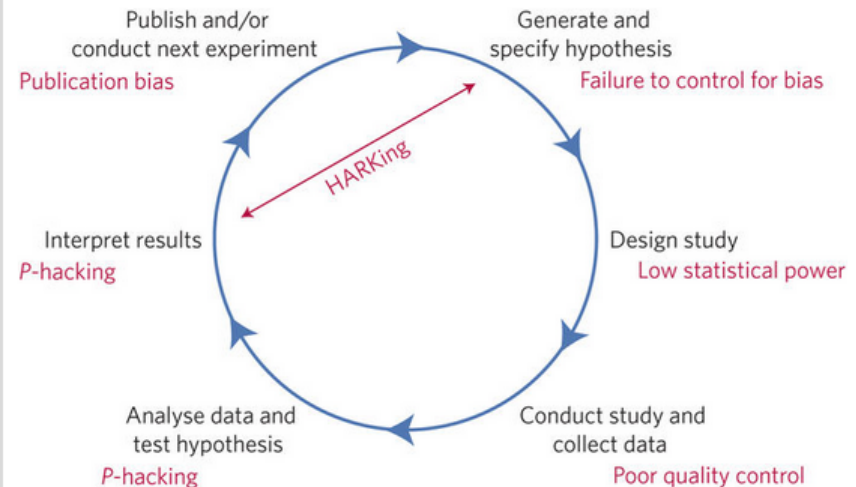 Publish and/or
conduct next experiment
Publication bias
Generate and
specify hypothesis
Failure to control for bias
HARKing
Interpret results
P-hacking
Design study
Low statistical power
Analyse data and
test hypothesis
P-hacking
Conduct study and
collect data
Poor quality control